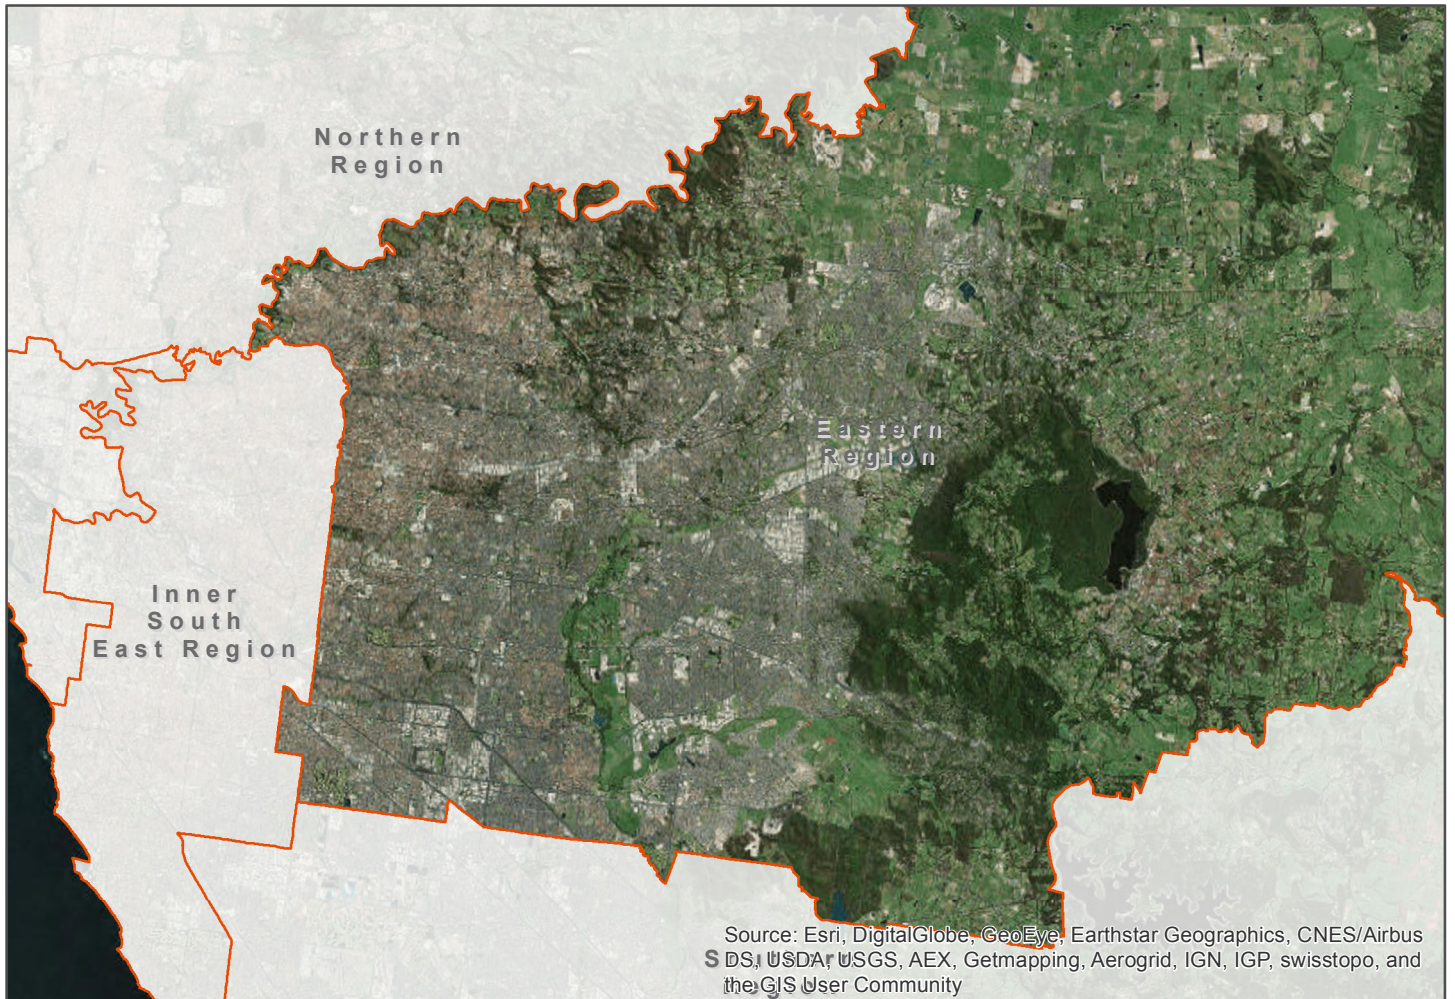 Northern
Region
Eastern
Region
Inner
South
East Region
Source: Esri, DigitalGlobe, GeoEye, Earthstar Geographics, CNES/Airbus
DS, USDA, USGS, AEX, Getmapping, Aerogrid, IGN, IGP, swisstopo, and
the GIS User Community